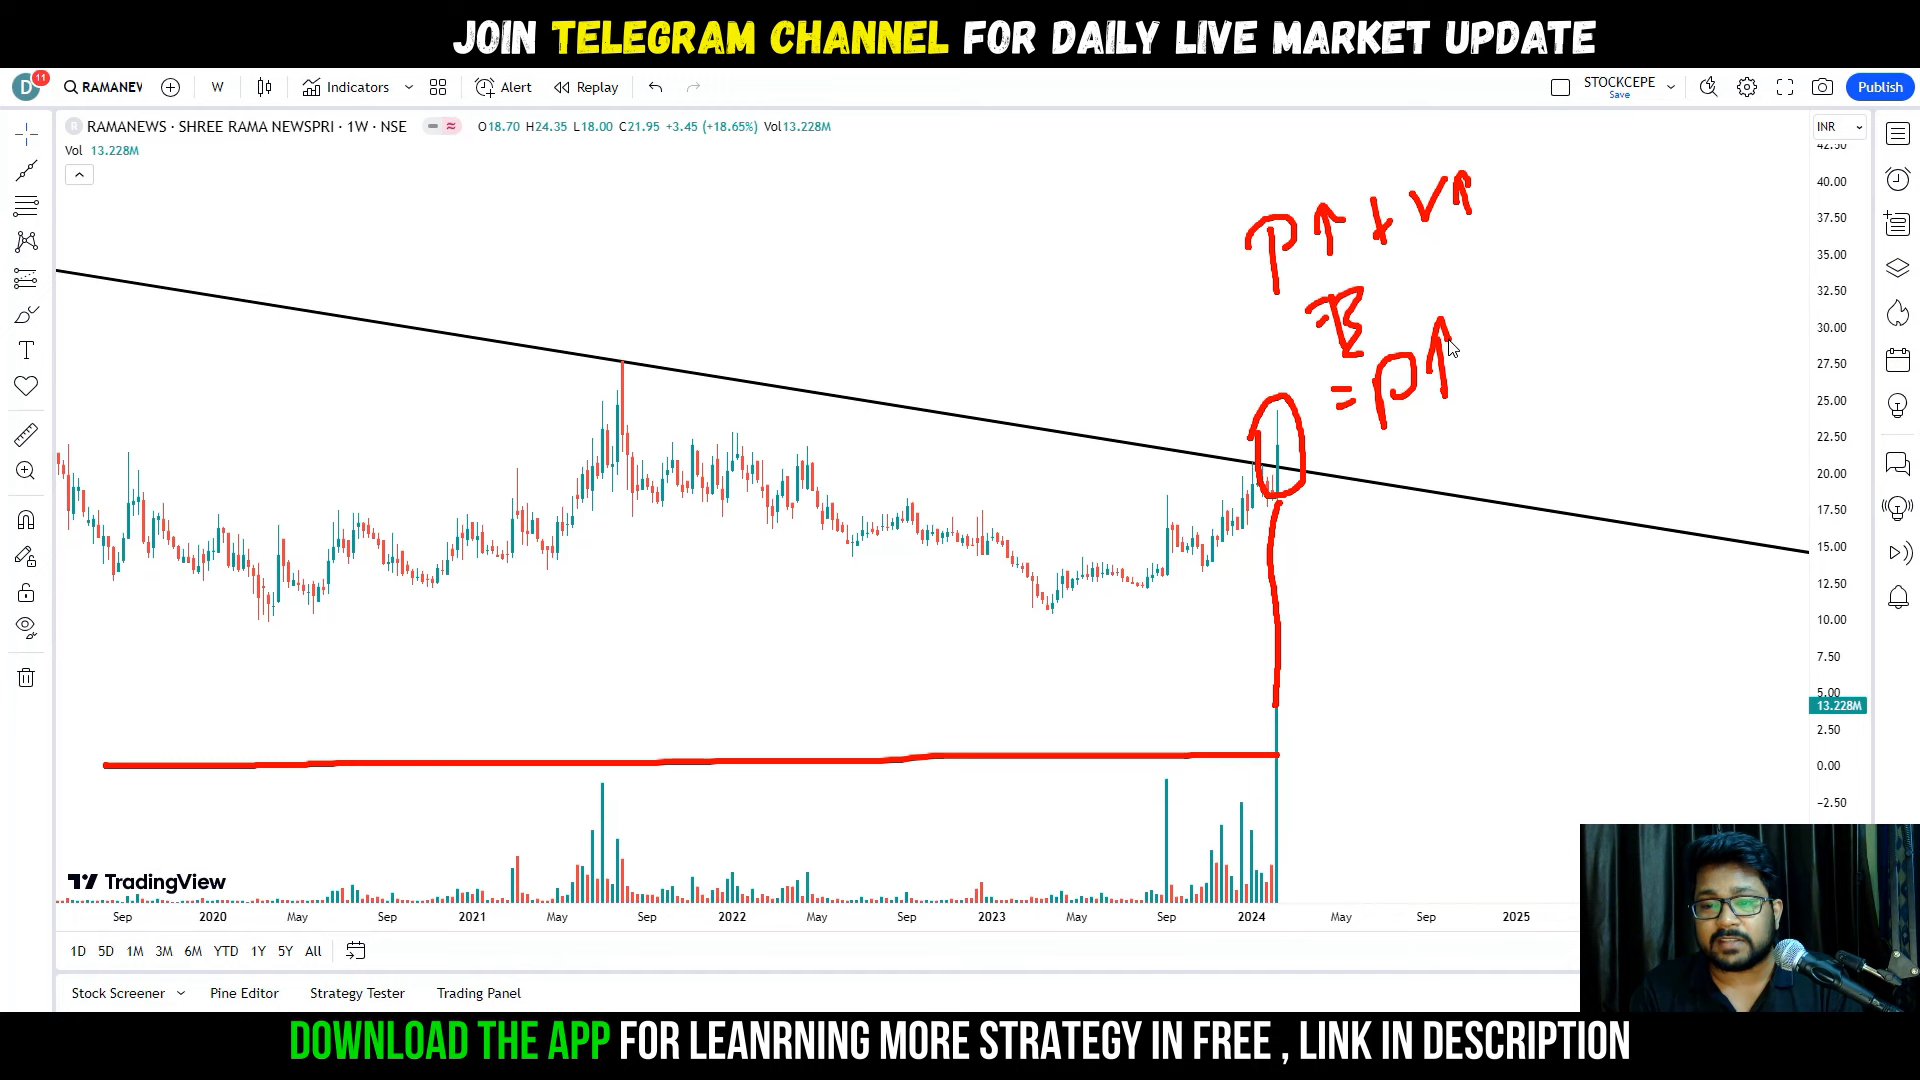 JOIN TELEGRAM CHANNEL FOR DAILY LIVE MARKET UPDATE
D 11 RAMANEW W Indicators Alert Replay STOCKCEPE Save Publish
R RAMANEWS · SHREE RAMA NEWSPRI · 1W · NSE O18.70 H24.35 L18.00 C21.95 +3.45 (+18.65%) Vol13.228M INR
Vol 13.228M
42.50
40.00
37.50
35.00
32.50
30.00
27.50
25.00
22.50
20.00
17.50
15.00
12.50
10.00
7.50
5.00
13.228M
2.50
0.00
−2.50
P↑ + V↑
= B
= P↑
TradingView
Sep 2020 May Sep 2021 May Sep 2022 May Sep 2023 May Sep 2024 May Sep 2025
1D 5D 1M 3M 6M YTD 1Y 5Y All
Stock Screener Pine Editor Strategy Tester Trading Panel
DOWNLOAD THE APP FOR LEANRNING MORE STRATEGY IN FREE , LINK IN DESCRIPTION